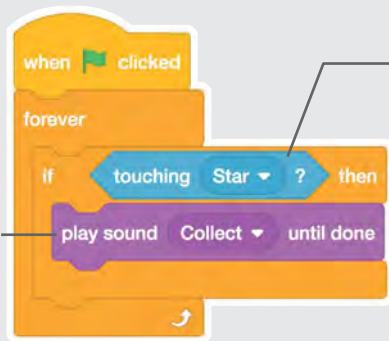 when clicked
forever
if touching Star ? then
play sound Collect until done